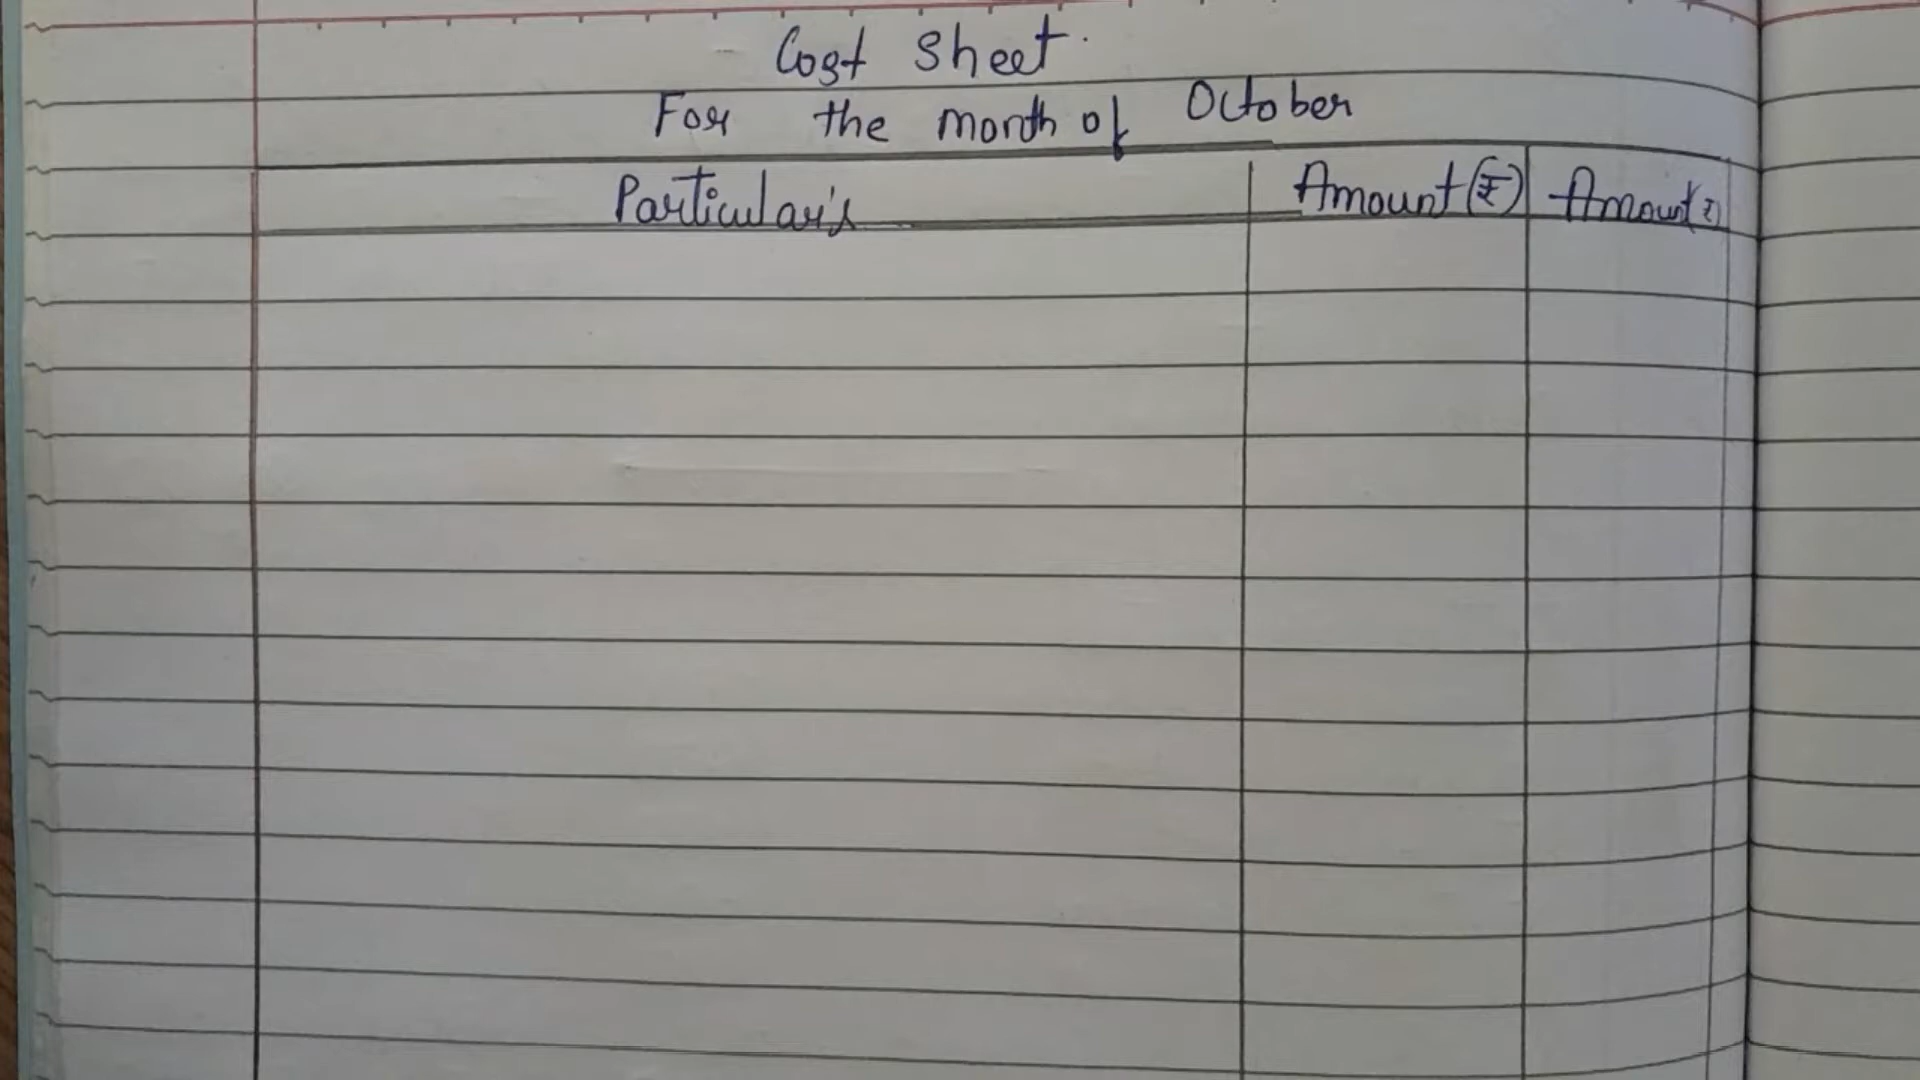 Cost Sheet.
For the month of October
Particular's Amount(₹) Amount(₹)